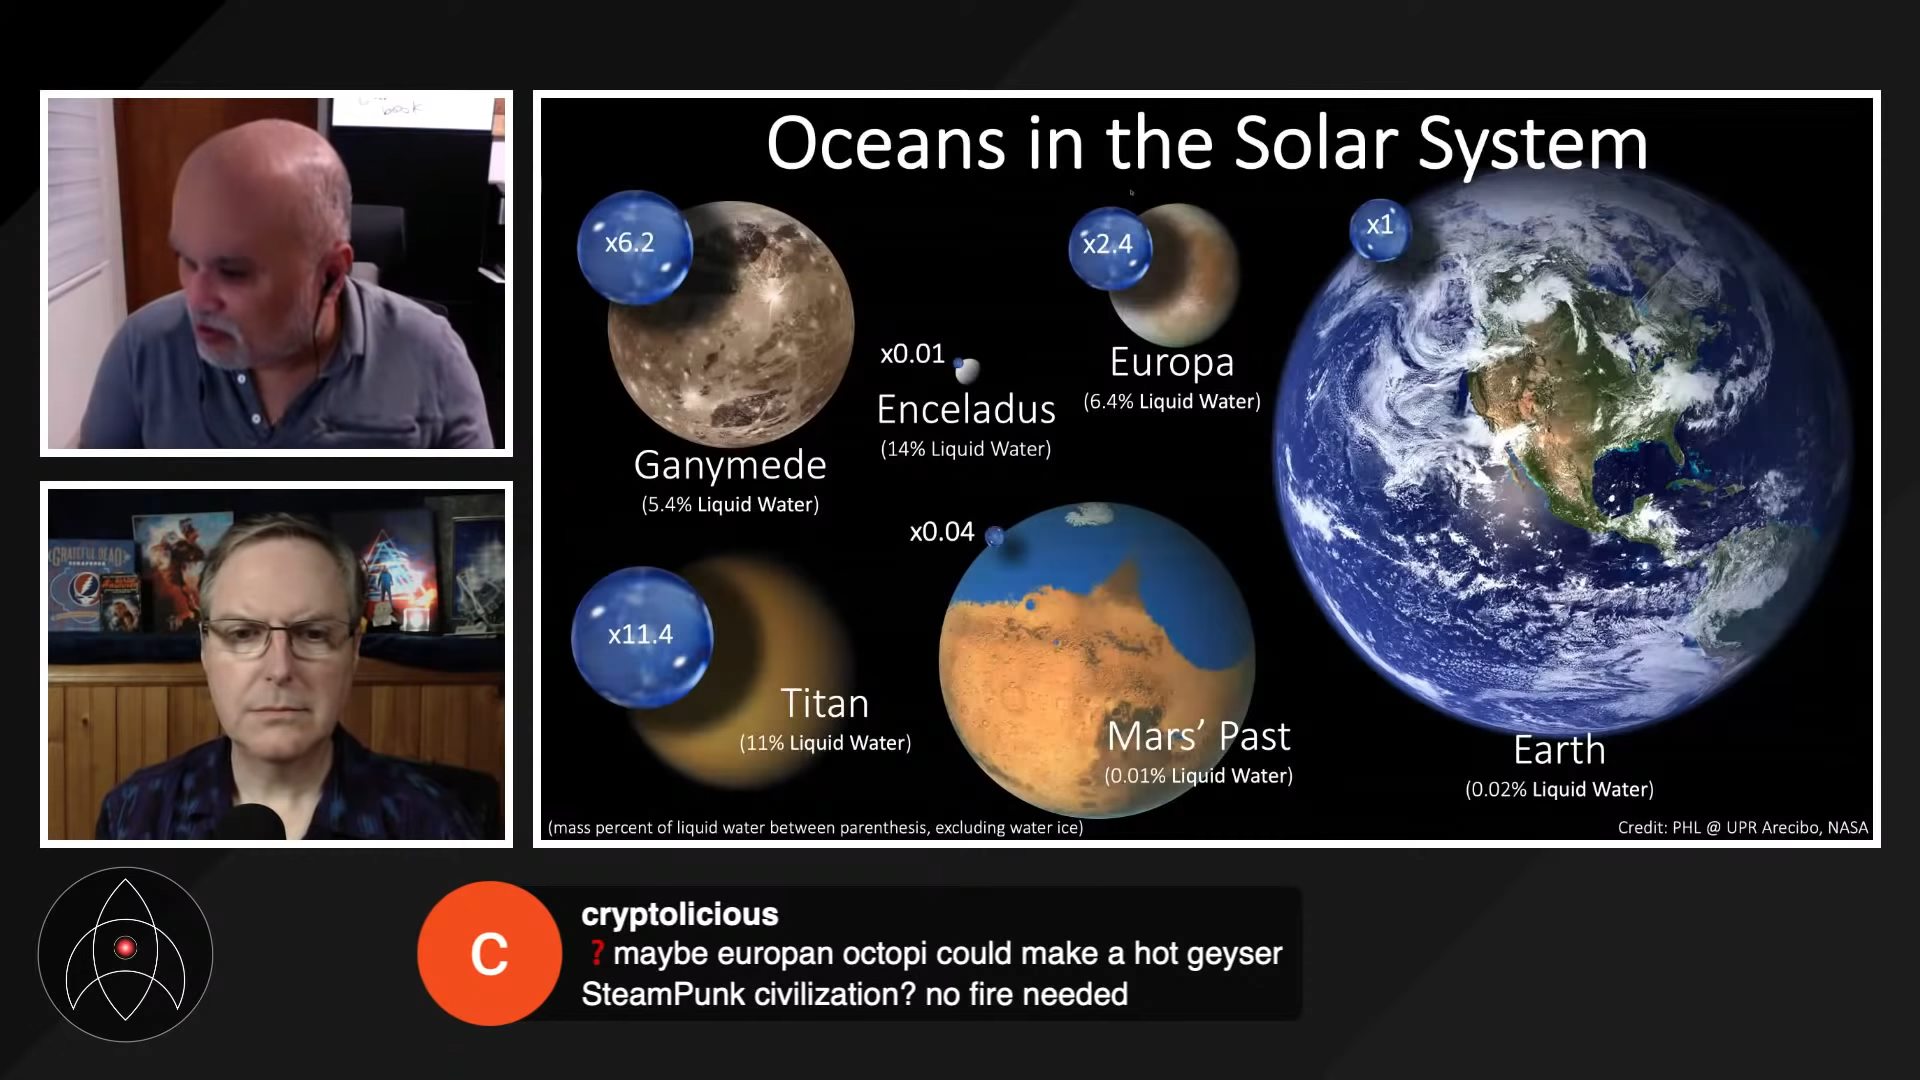 book
GRATEFUL DEAD
Oceans in the Solar System
x6.2
x2.4
x1
x0.01
Europa
(6.4% Liquid Water)
Enceladus
(14% Liquid Water)
Ganymede
(5.4% Liquid Water)
x0.04
x11.4
Titan
(11% Liquid Water)
Mars’ Past
(0.01% Liquid Water)
Earth
(0.02% Liquid Water)
(mass percent of liquid water between parenthesis, excluding water ice)
Credit: PHL @ UPR Arecibo, NASA
C
cryptolicious
? maybe europan octopi could make a hot geyser
SteamPunk civilization? no fire needed